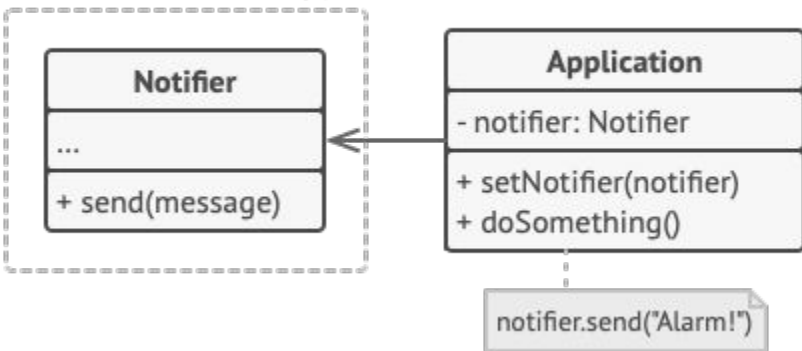 Notifier
...
+ send(message)
Application
- notifier: Notifier
+ setNotifier(notifier)
+ doSomething()
notifier.send("Alarm!")